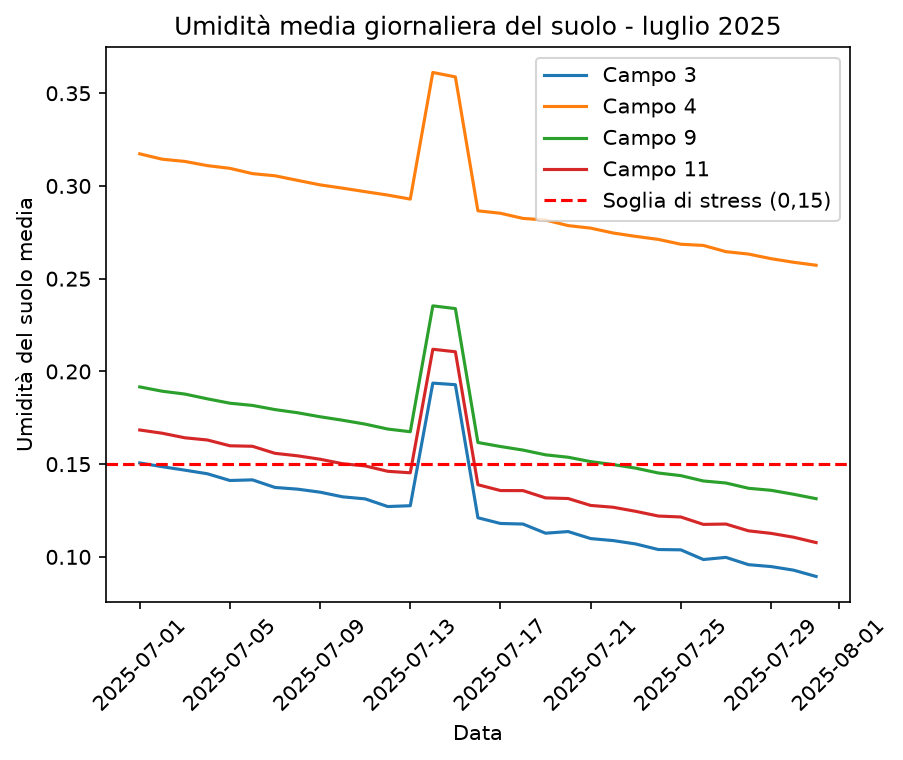 Umidità media giornaliera del suolo - luglio 2025
Campo 3
Campo 4
Campo 9
Campo 11
Soglia di stress (0,15)
Umidità del suolo media
0.35
0.30
0.25
0.20
0.15
0.10
2025-07-01
2025-07-05
2025-07-09
2025-07-13
2025-07-17
2025-07-21
2025-07-25
2025-07-29
2025-08-01
Data